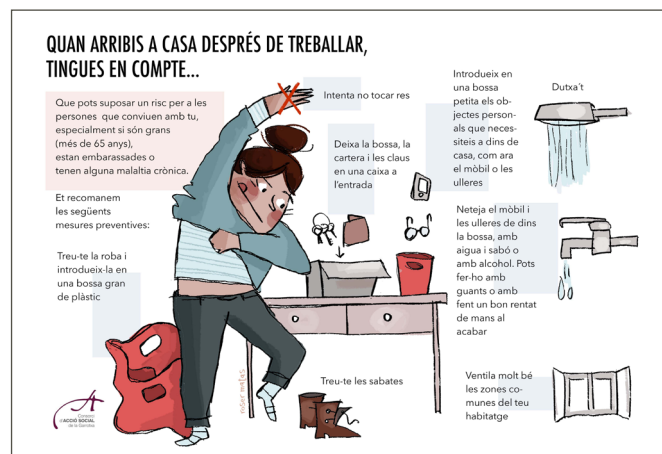 QUAN ARRIBIS A CASA DESPRÉS DE TREBALLAR,
TINGUES EN COMPTE...
Que pots suposar un risc per a les
persones que conviuen amb tu,
especialment si són grans
(més de 65 anys),
estan embarassades o
tenen alguna malaltia crònica.
Et recomanem
les següents
mesures preventives:
Treu-te la roba i
introdueix-la en
una bossa gran
de plàstic
Intenta no tocar res
Deixa la bossa, la
cartera i les claus
en una caixa a
l'entrada
Treu-te les sabates
Introdueix en
una bossa
petita els ob-
jectes person-
als que neces-
siteis a dins de
casa, com ara
el mòbil o les
ulleres
Dutxa't
Neteja el mòbil i
les ulleres de dins
la bossa, amb
aigua i sabó o
amb alcohol. Pots
fer-ho amb
guants o amb
fent un bon rentat
de mans al
acabar
Ventila molt bé
les zones co-
munes del teu
habitatge
roser matas
Consorci
d'ACCIÓ SOCIAL
de la Garrotxa